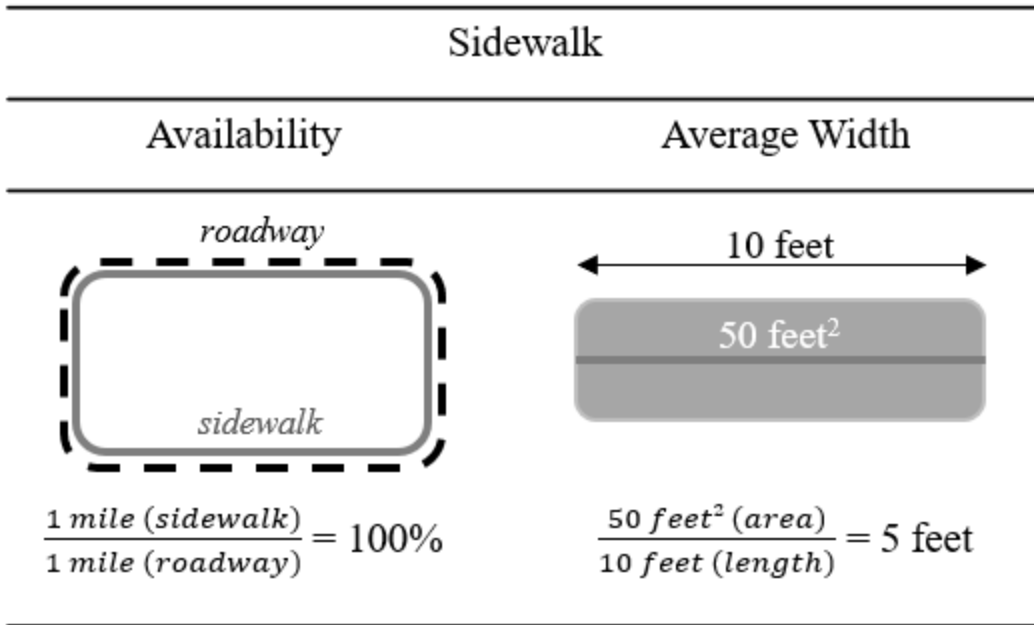 Sidewalk
Availability
Average Width
roadway
sidewalk
1 mile (sidewalk)
1 mile (roadway)
= 100%
10 feet
50 feet²
50 feet² (area)
10 feet (length)
= 5 feet